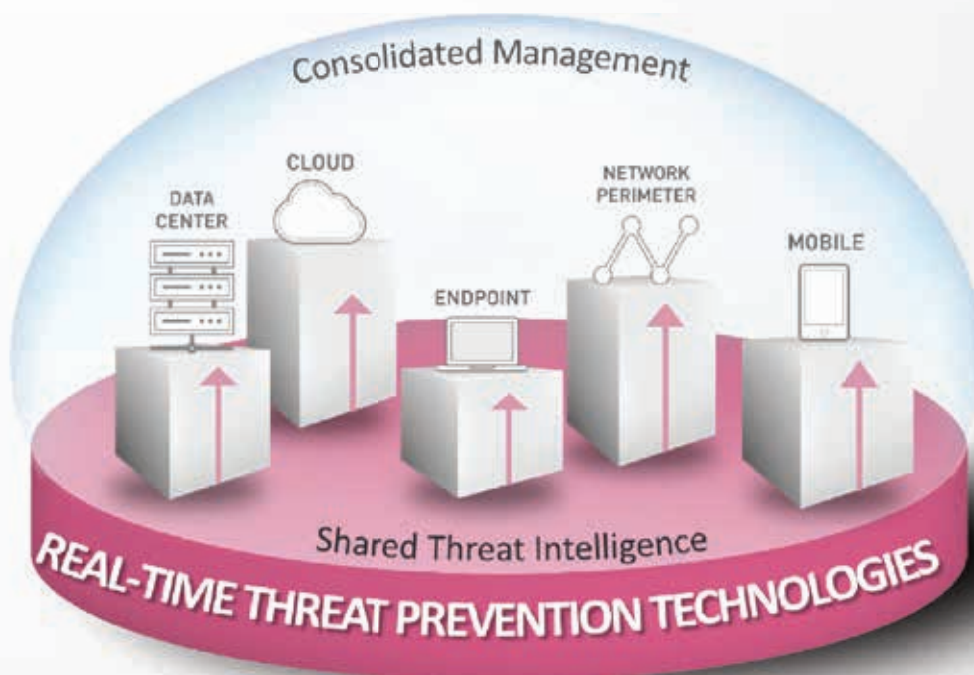 Consolidated Management
CLOUD
DATA
CENTER
NETWORK
PERIMETER
MOBILE
ENDPOINT
Shared Threat Intelligence
REAL-TIME THREAT PREVENTION TECHNOLOGIES